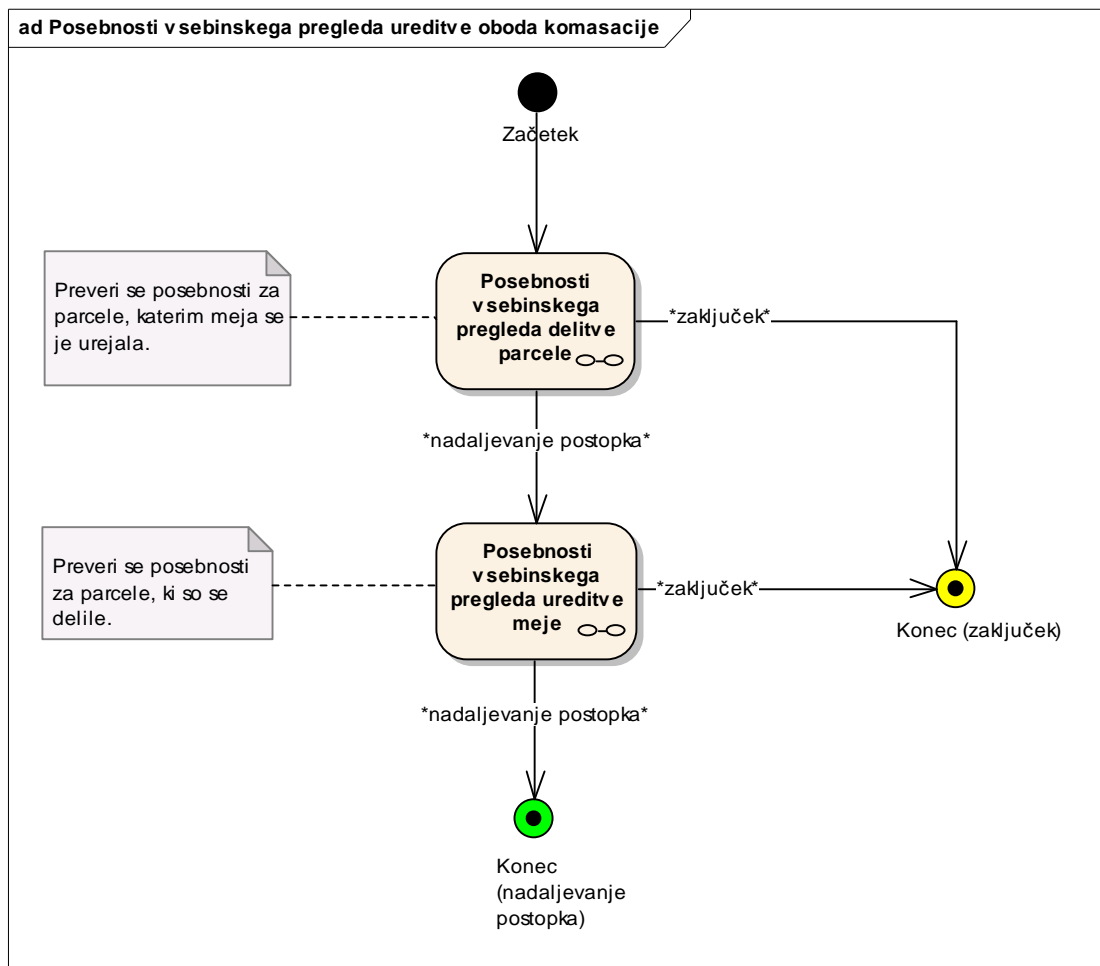 ad Posebnosti vsebinskega pregleda ureditve oboda komasacije
Začetek
Preveri se posebnosti za
parcele, katerim meja se
je urejala.
Posebnosti
vsebinskega
pregleda delitve
parcele
*zaključek*
*nadaljevanje postopka*
Preveri se posebnosti
za parcele, ki so se
delile.
Posebnosti
vsebinskega
pregleda ureditve
meje
*zaključek*
Konec (zaključek)
*nadaljevanje postopka*
Konec
(nadaljevanje
postopka)